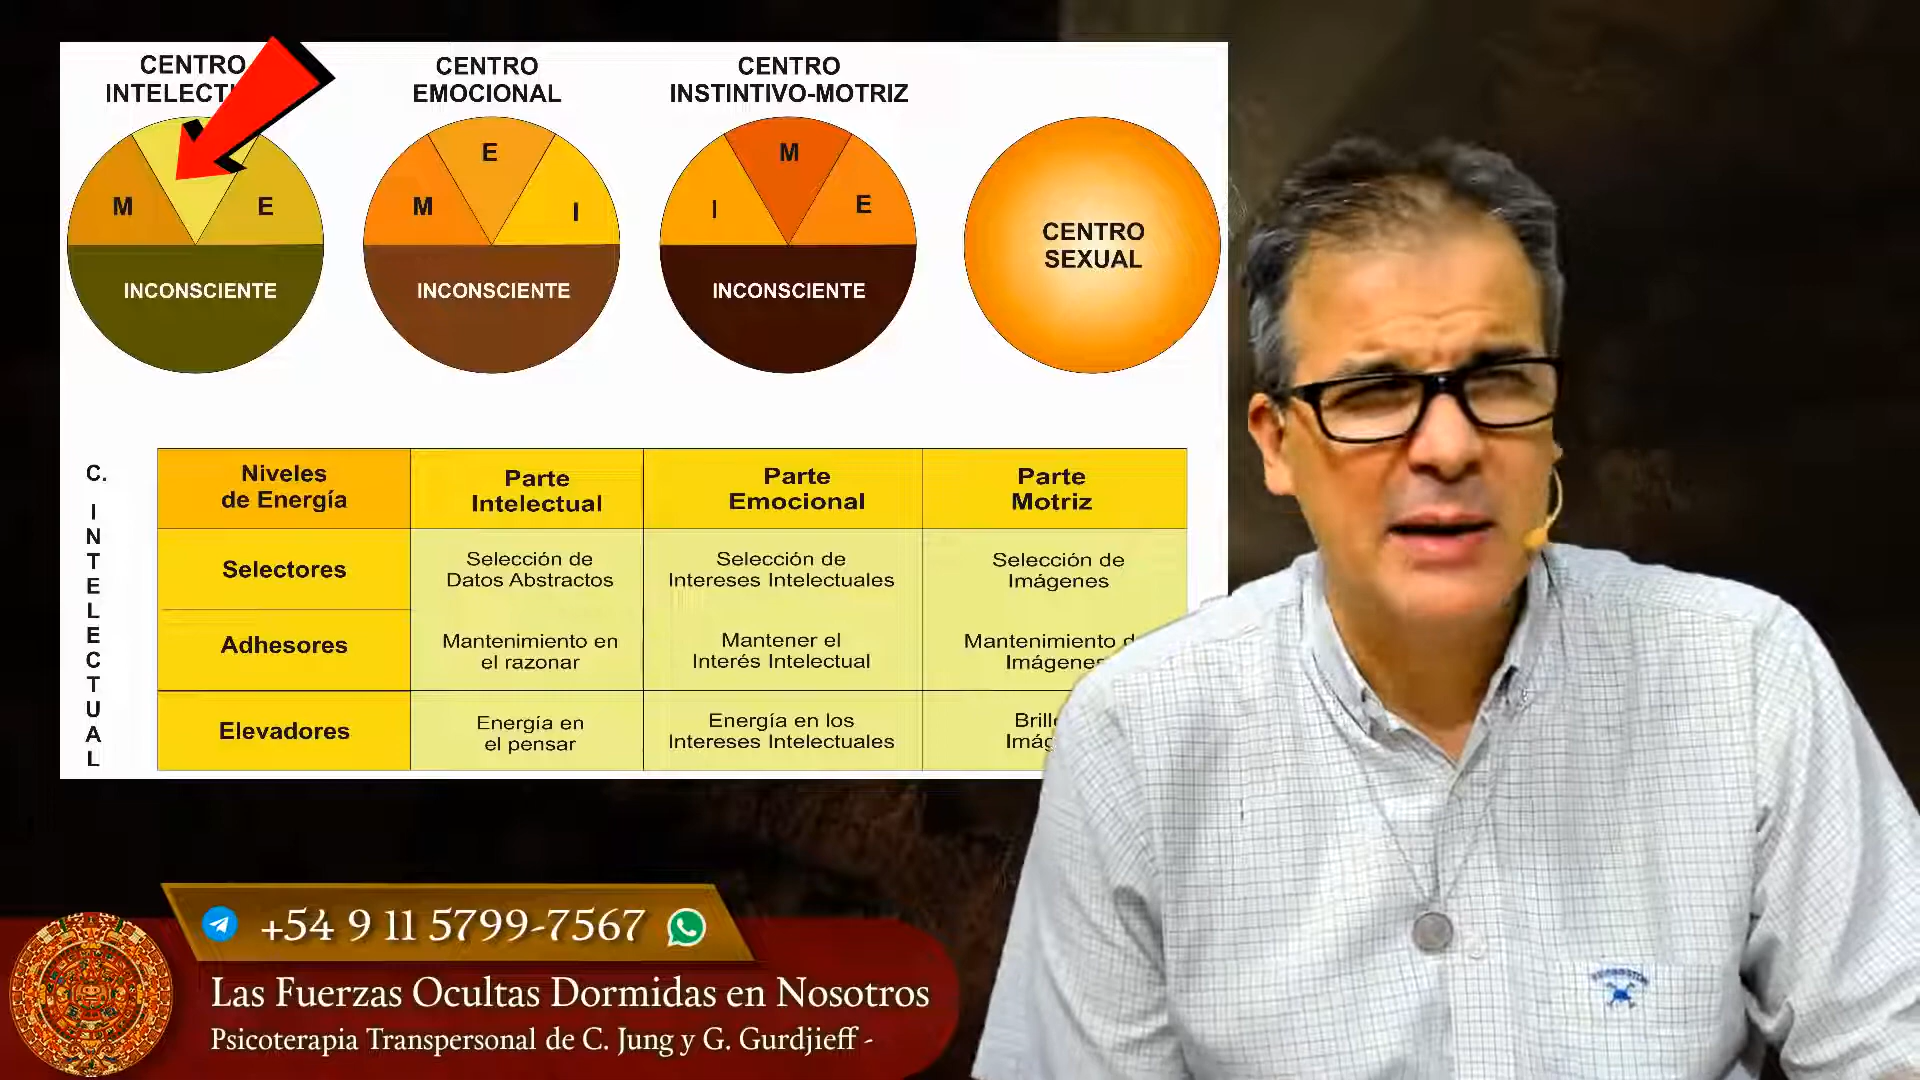 CENTRO
CENTRO
EMOCIONAL
CENTRO
INSTINTIVO-MOTRIZ
M
E
INCONSCIENTE
E
M
I
INCONSCIENTE
M
I
E
INCONSCIENTE
CENTRO
SEXUAL
C. INTELECTUAL
Niveles
de Energía
Parte
Intelectual
Parte
Emocional
Parte
Motriz
Selectores
Selección de
Datos Abstractos
Selección de
Intereses Intelectuales
Selección de
Imágenes
Adhesores
Mantenimiento en
el razonar
Mantener el
Interés Intelectual
Mantenimiento
Imágenes
Elevadores
Energía en
el pensar
Energía en los
Intereses Intelectuales
+54 9 11 5799-7567
Las Fuerzas Ocultas Dormidas en Nosotros
Psicoterapia Transpersonal de C. Jung y G. Gurdjieff -